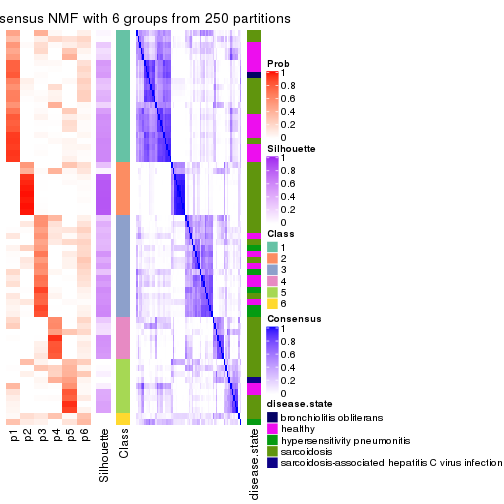 sensus NMF with 6 groups from 250 partitions
Prob
1
0.8
0.6
0.4
0.2
0
Silhouette
1
0.8
0.6
0.4
0.2
0
Class
1
2
3
4
5
6
Consensus
1
0.8
0.6
0.4
0.2
0
disease.state
bronchiolitis obliterans
healthy
hypersensitivity pneumonitis
sarcoidosis
sarcoidosis-associated hepatitis C virus infection
p1
p2
p3
p4
p5
p6
Silhouette
Class
disease.state